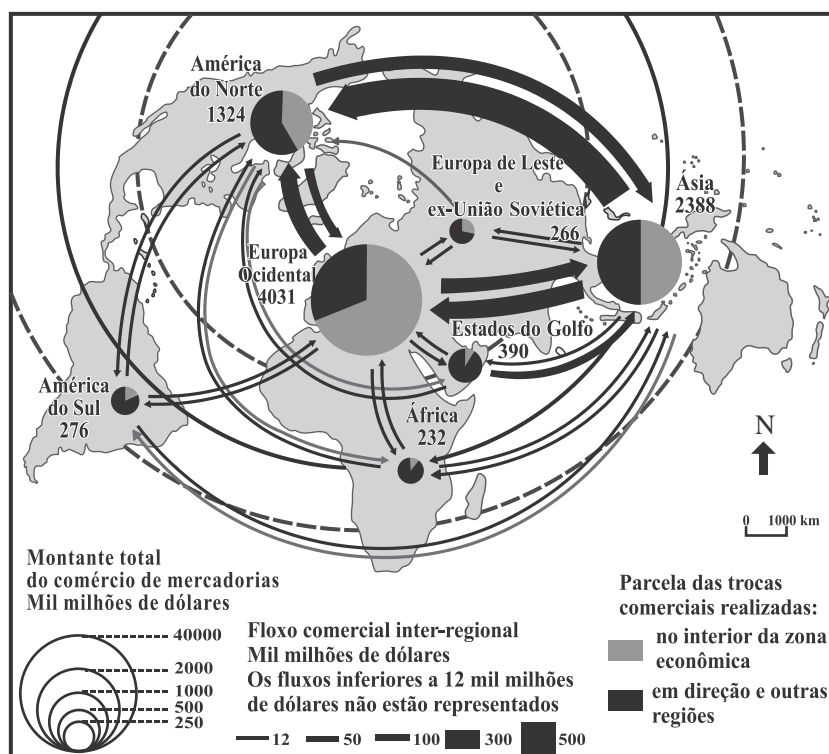 América
do Norte
1324
Europa de Leste
e
ex-União Soviética
266
Ásia
2388
Europa
Ocidental
4031
Estados do Golfo
390
América
do Sul
276
África
232
N
0 1000 km
Montante total
do comércio de mercadorias
Mil milhões de dólares
40000
2000
1000
500
250
Floxo comercial inter-regional
Mil milhões de dólares
Os fluxos inferiores a 12 mil milhões
de dólares não estão representados
12 50 100 300 500
Parcela das trocas
comerciais realizadas:
no interior da zona
econômica
em direção e outras
regiões